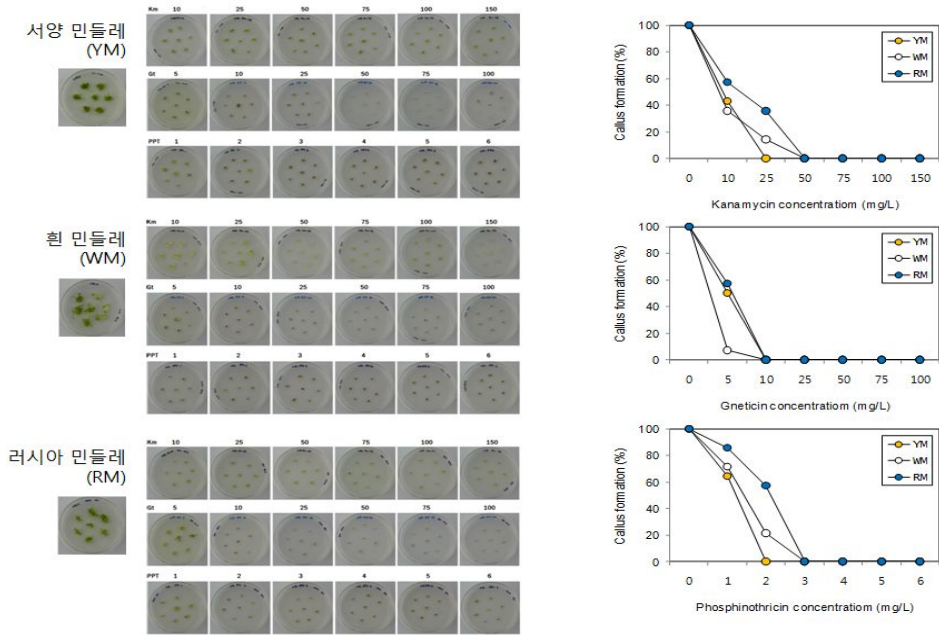 서양 민들레
(YM)
Km 10 25 50 75 100 150
Gt 5 10 25 50 75 100
PPT 1 2 3 4 5 6
흰 민들레
(WM)
Km 10 25 50 75 100 150
Gt 5 10 25 50 75 100
PPT 1 2 3 4 5 6
러시아 민들레
(RM)
Km 10 25 50 75 100 150
Gt 5 10 25 50 75 100
PPT 1 2 3 4 5 6
Callus formation (%)
100
80
60
40
20
0
0 10 25 50 75 100 150
Kanamycin concentratiom (mg/L)
YM
WM
RM
Callus formation (%)
100
80
60
40
20
0
0 5 10 25 50 75 100
Gneticin concentratiom (mg/L)
YM
WM
RM
Callus formation (%)
100
80
60
40
20
0
0 1 2 3 4 5 6
Phosphinothricin concentratiom (mg/L)
YM
WM
RM